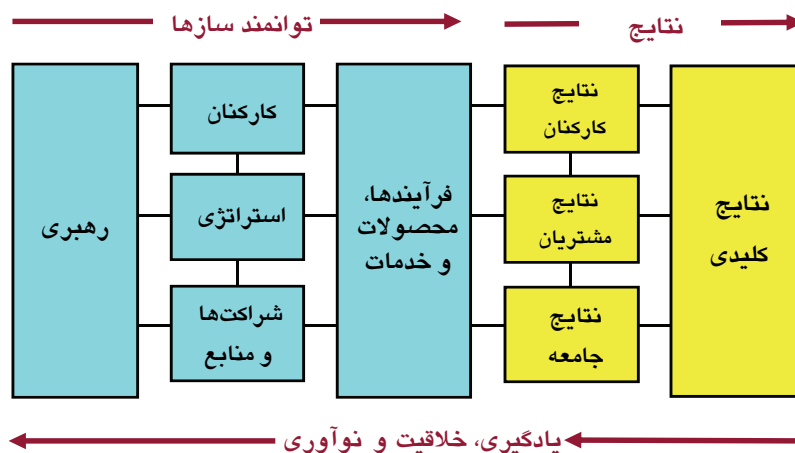 توانمند سازها
نتایج
رهبری
کارکنان
استراتژی
شراکت‌ها
و منابع
فرآیندها،
محصولات
و خدمات
نتایج
کارکنان
نتایج
مشتریان
نتایج
جامعه
نتایج
کلیدی
یادگیری، خلاقیت و نوآوری